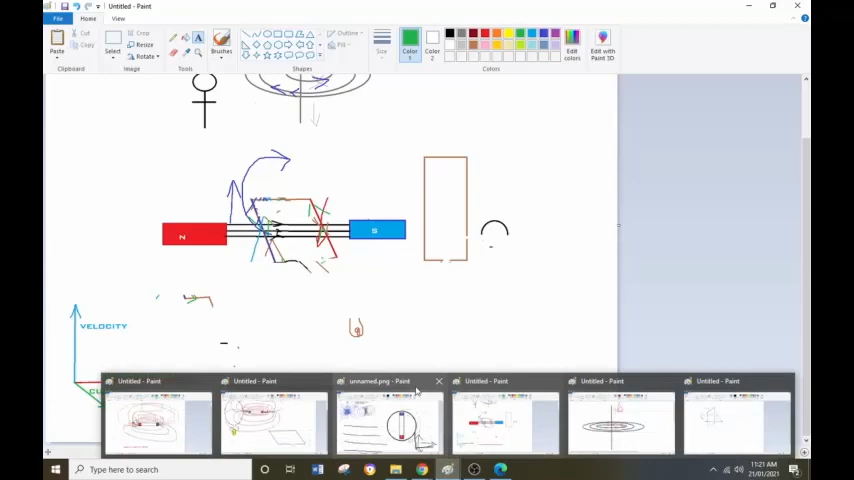 Untitled - Paint
File
Home
View
Paste
Cut
Copy
Clipboard
Select
Crop
Resize
Rotate
Image
A
Tools
Brushes
Outline
Fill
Shapes
Size
Color
1
Color
2
Colors
Edit
colors
Edit with
Paint 3D
N
S
VELOCITY
Untitled - Paint
Untitled - Paint
unnamed.png - Paint
Untitled - Paint
Untitled - Paint
Untitled - Paint
Type here to search
11:21 AM
21/01/2021